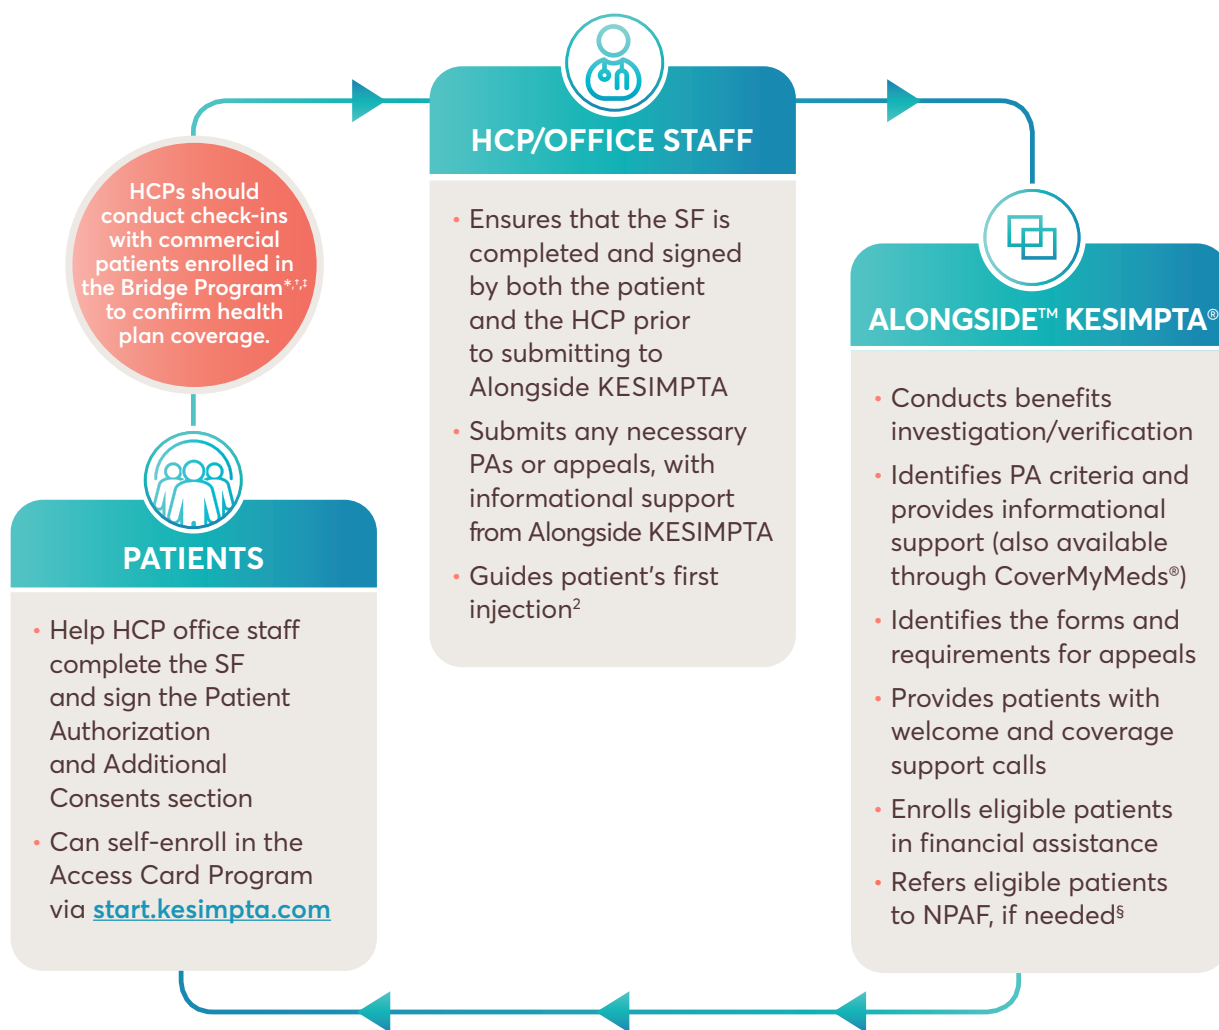 HCPs should
conduct check-ins
with commercial
patients enrolled in
the Bridge Program*,†,‡
to confirm health
plan coverage.
PATIENTS
• Help HCP office staff
complete the SF
and sign the Patient
Authorization
and Additional
Consents section
• Can self-enroll in the
Access Card Program
via start.kesimpta.com
HCP/OFFICE STAFF
• Ensures that the SF is
completed and signed
by both the patient
and the HCP prior
to submitting to
Alongside KESIMPTA
• Submits any necessary
PAs or appeals, with
informational support
from Alongside KESIMPTA
• Guides patient's first
injection²
ALONGSIDE™ KESIMPTA®
• Conducts benefits
investigation/verification
• Identifies PA criteria and
provides informational
support (also available
through CoverMyMeds®)
• Identifies the forms and
requirements for appeals
• Provides patients with
welcome and coverage
support calls
• Enrolls eligible patients
in financial assistance
• Refers eligible patients
to NPAF, if needed§